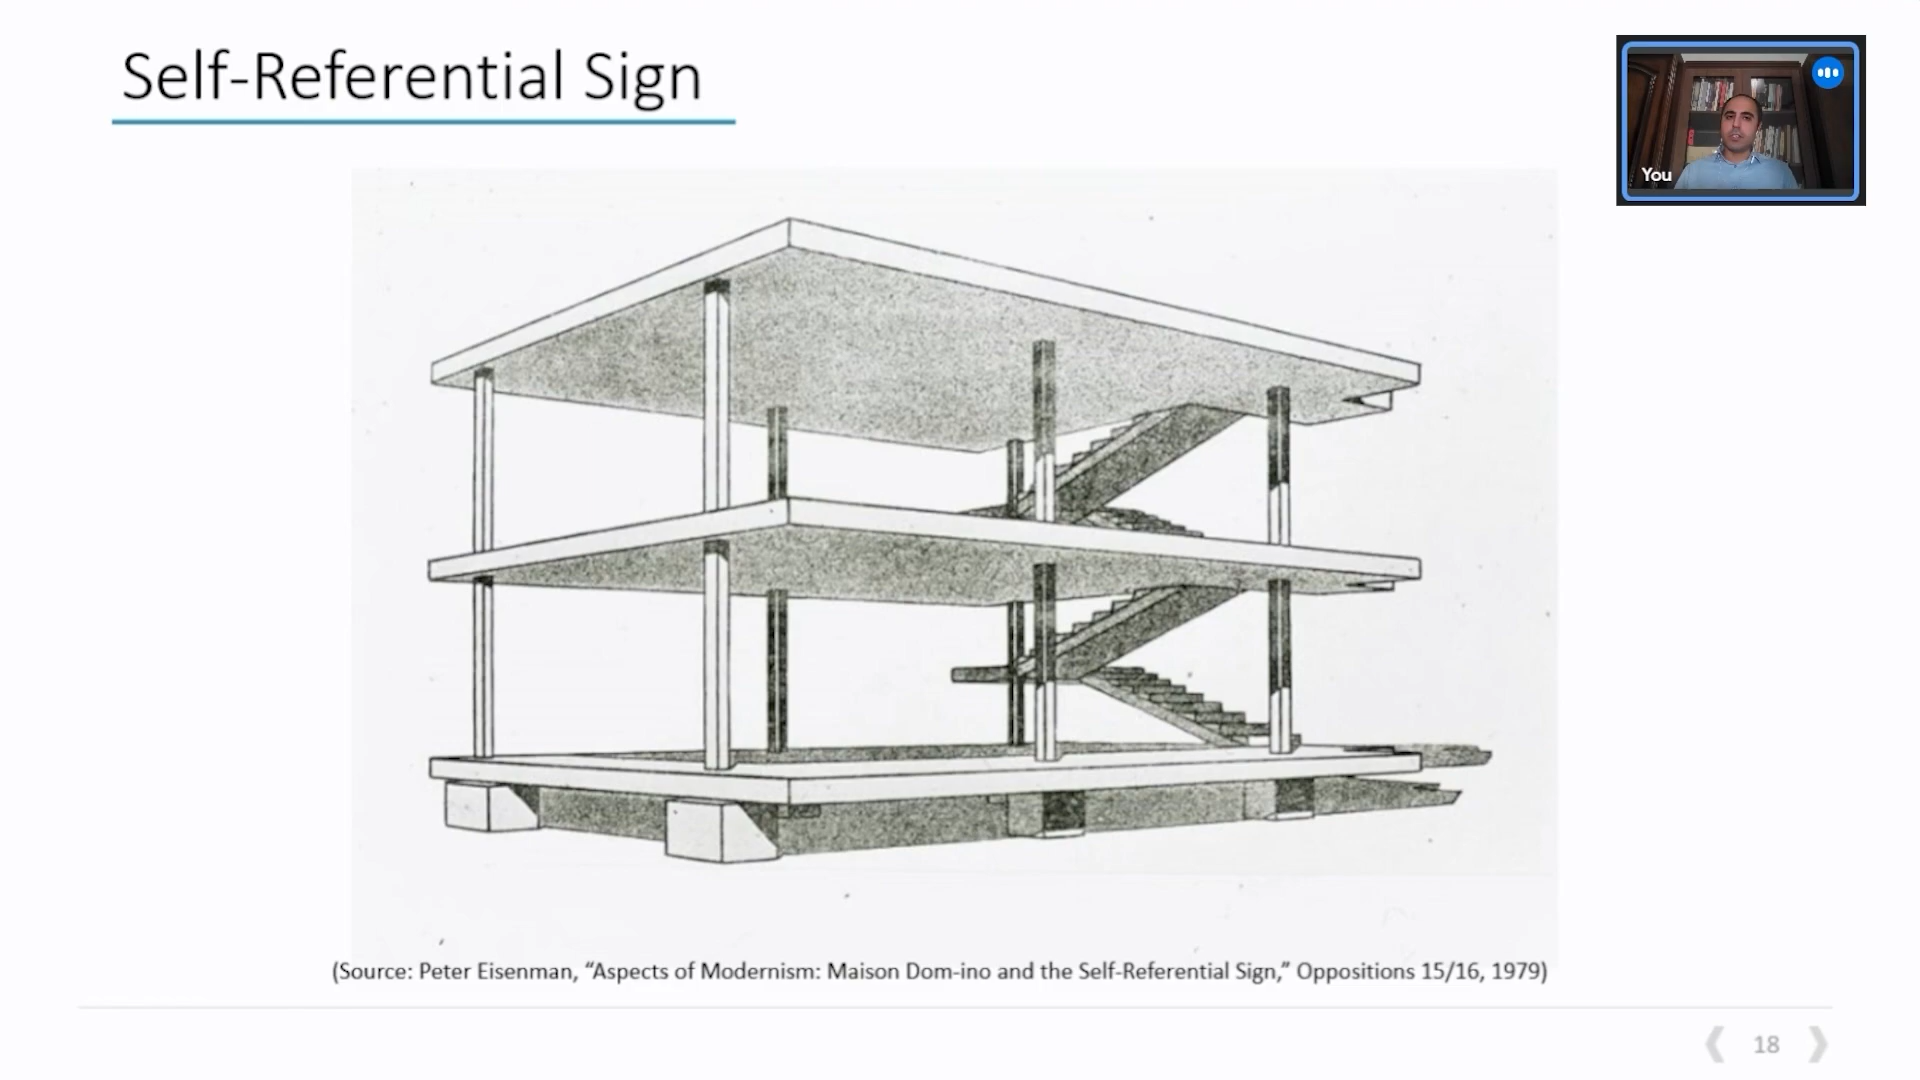 Self-Referential Sign
You
(Source: Peter Eisenman, “Aspects of Modernism: Maison Dom-ino and the Self-Referential Sign,” Oppositions 15/16, 1979)
18